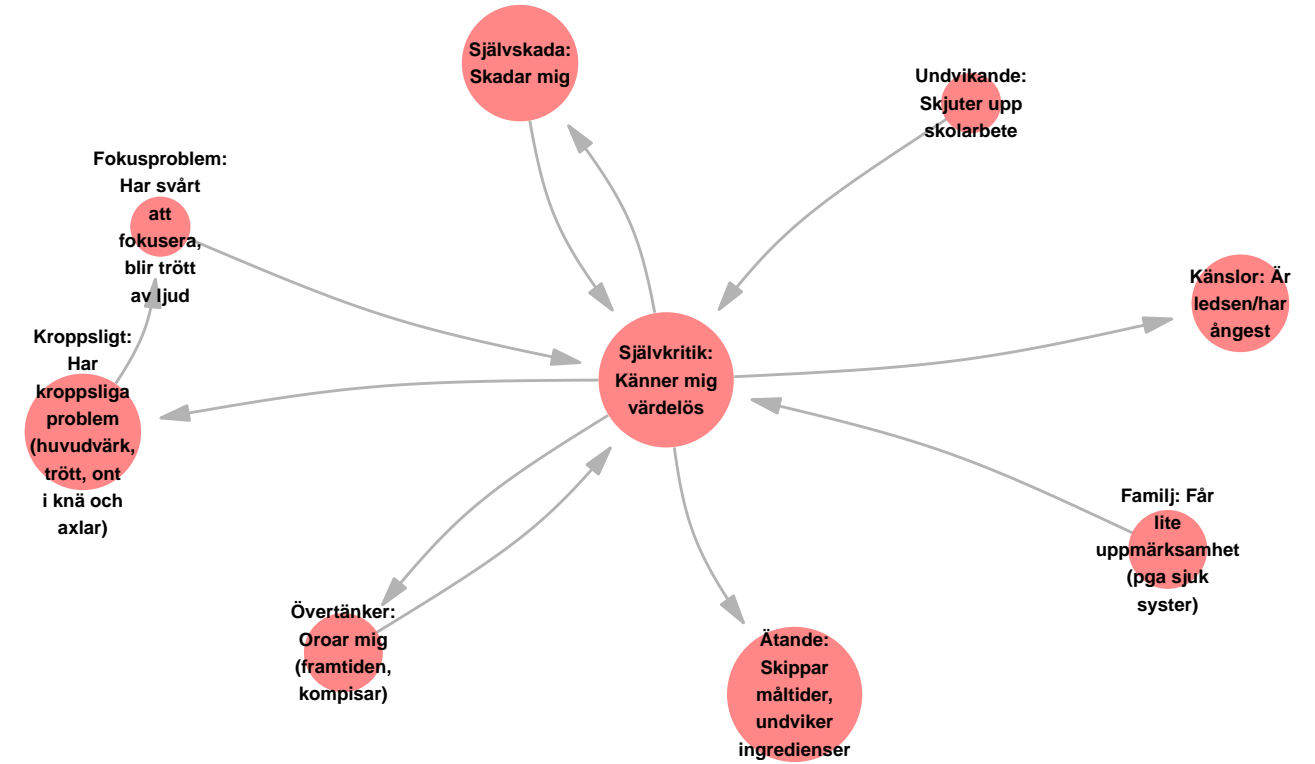 Självskada:
Skadar mig
Undvikande:
Skjuter upp
skolarbete
Fokusproblem:
Har svårt
att
fokusera,
blir trött
av ljud
Känslor: Är
ledsen/har
ångest
Kroppsligt:
Har
kroppsliga
problem
(huvudvärk,
trött, ont
i knä och
axlar)
Självkritik:
Känner mig
värdelös
Familj: Får
lite
uppmärksamhet
(pga sjuk
syster)
Övertänker:
Oroar mig
(framtiden,
kompisar)
Ätande:
Skippar
måltider,
undviker
ingredienser